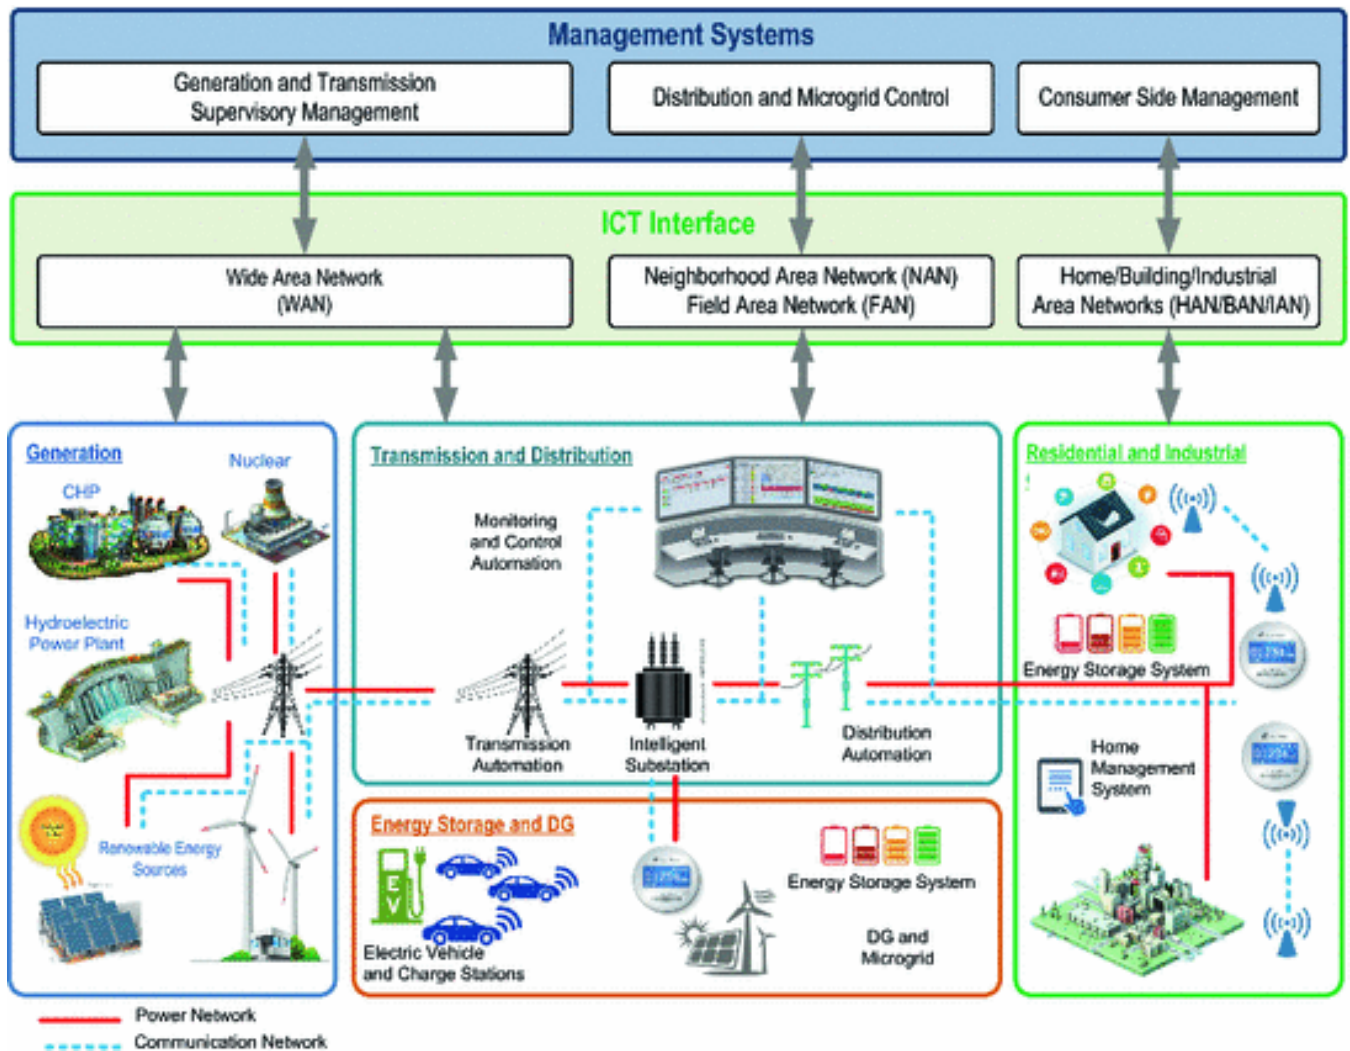 Management Systems
Generation and Transmission
Supervisory Management
Distribution and Microgrid Control
Consumer Side Management
ICT Interface
Wide Area Network
(WAN)
Neighborhood Area Network (NAN)
Field Area Network (FAN)
Home/Building/Industrial
Area Networks (HAN/BAN/IAN)
Generation
Nuclear
CHP
Hydroelectric
Power Plant
Renewable Energy
Sources
Transmission and Distribution
Monitoring
and Control
Automation
Transmission
Automation
Intelligent
Substation
Distribution
Automation
Energy Storage and DG
EV
Electric Vehicle
and Charge Stations
Energy Storage System
DG and
Microgrid
Residential and Industrial
Energy Storage System
Home
Management
System
Power Network
Communication Network